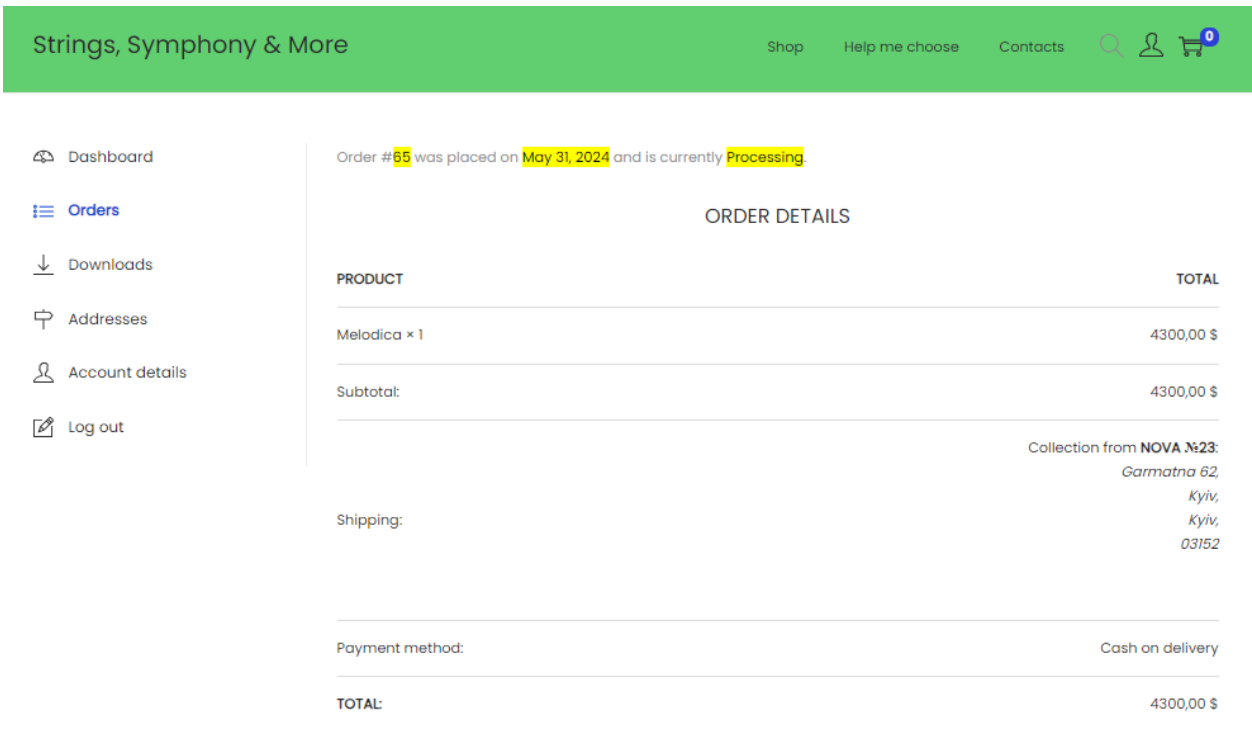 Strings, Symphony & More
Shop Help me choose Contacts 0
Dashboard
Orders
Downloads
Addresses
Account details
Log out
Order #65 was placed on May 31, 2024 and is currently Processing.
ORDER DETAILS
PRODUCT TOTAL
Melodica × 1 4300,00 $
Subtotal: 4300,00 $
Shipping: Collection from NOVA №23:
Garmatna 62,
Kyiv,
Kyiv,
03152
Payment method: Cash on delivery
TOTAL: 4300,00 $